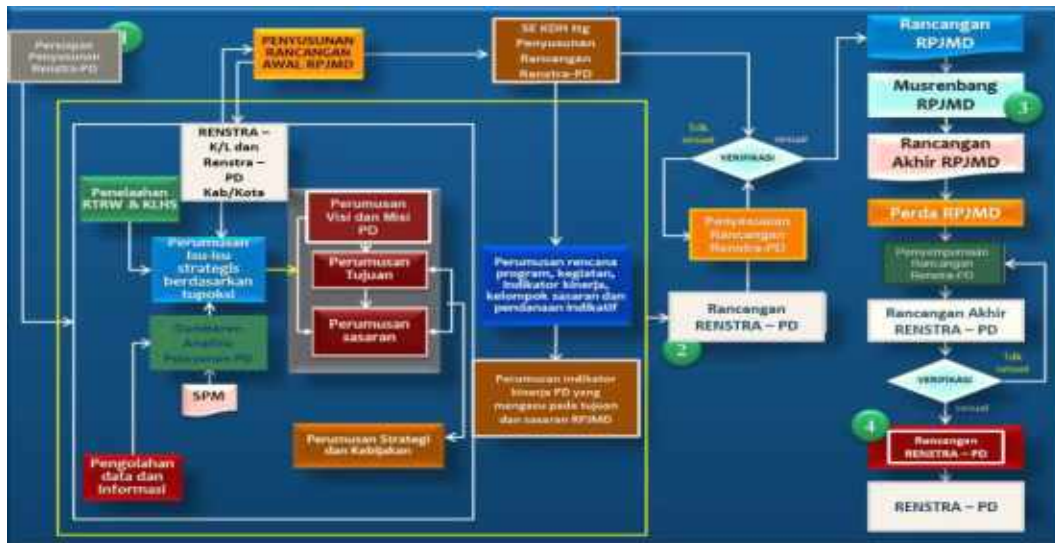 Persiapan
Penyusunan
Renstra-PD
PENYUSUNAN
RANCANGAN
AWAL RPJMD
SE KDH ttg
Penyusunan
Rancangan
Renstra-PD
RENSTRA –
K/L dan
Renstra –
PD
Kab/Kota
Penelaahan
RTRW & KLHS
Perumusan
Isu-isu
strategis
berdasarkan
tupoksi
Analisis
Pelayanan PD
SPM
Pengolahan
data dan
informasi
Perumusan
Visi dan Misi
PD
Perumusan
Tujuan
Perumusan
sasaran
Perumusan Strategi
dan Kebijakan
Perumusan rencana
program, kegiatan,
indikator kinerja,
kelompok sasaran dan
pendanaan indikatif
Perumusan indikator
kinerja PD yang
mengacu pada tujuan
dan sasaran RPJMD
2
Rancangan
RENSTRA – PD
Penyesuaian
Rancangan
Renstra-PD
tdk
sesuai
VERIFIKASI
sesuai
Rancangan
RPJMD
Musrenbang
RPJMD
3
Rancangan
Akhir RPJMD
Perda RPJMD
Penyempurnaan
Rancangan
Renstra-PD
Rancangan Akhir
RENSTRA – PD
tdk
sesuai
VERIFIKASI
sesuai
4
Rancangan
RENSTRA – PD
RENSTRA – PD